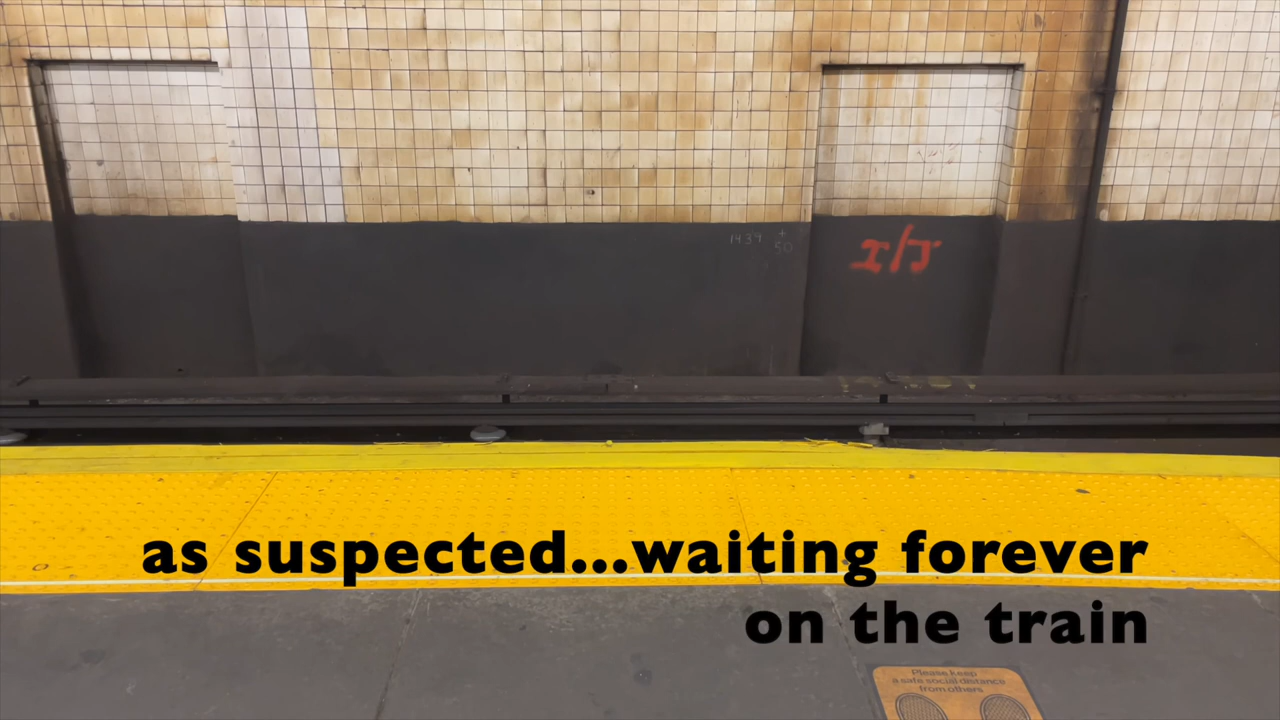 1439 +
50
I/J
as suspected...waiting forever
on the train
Please keep
a safe social distance
from others